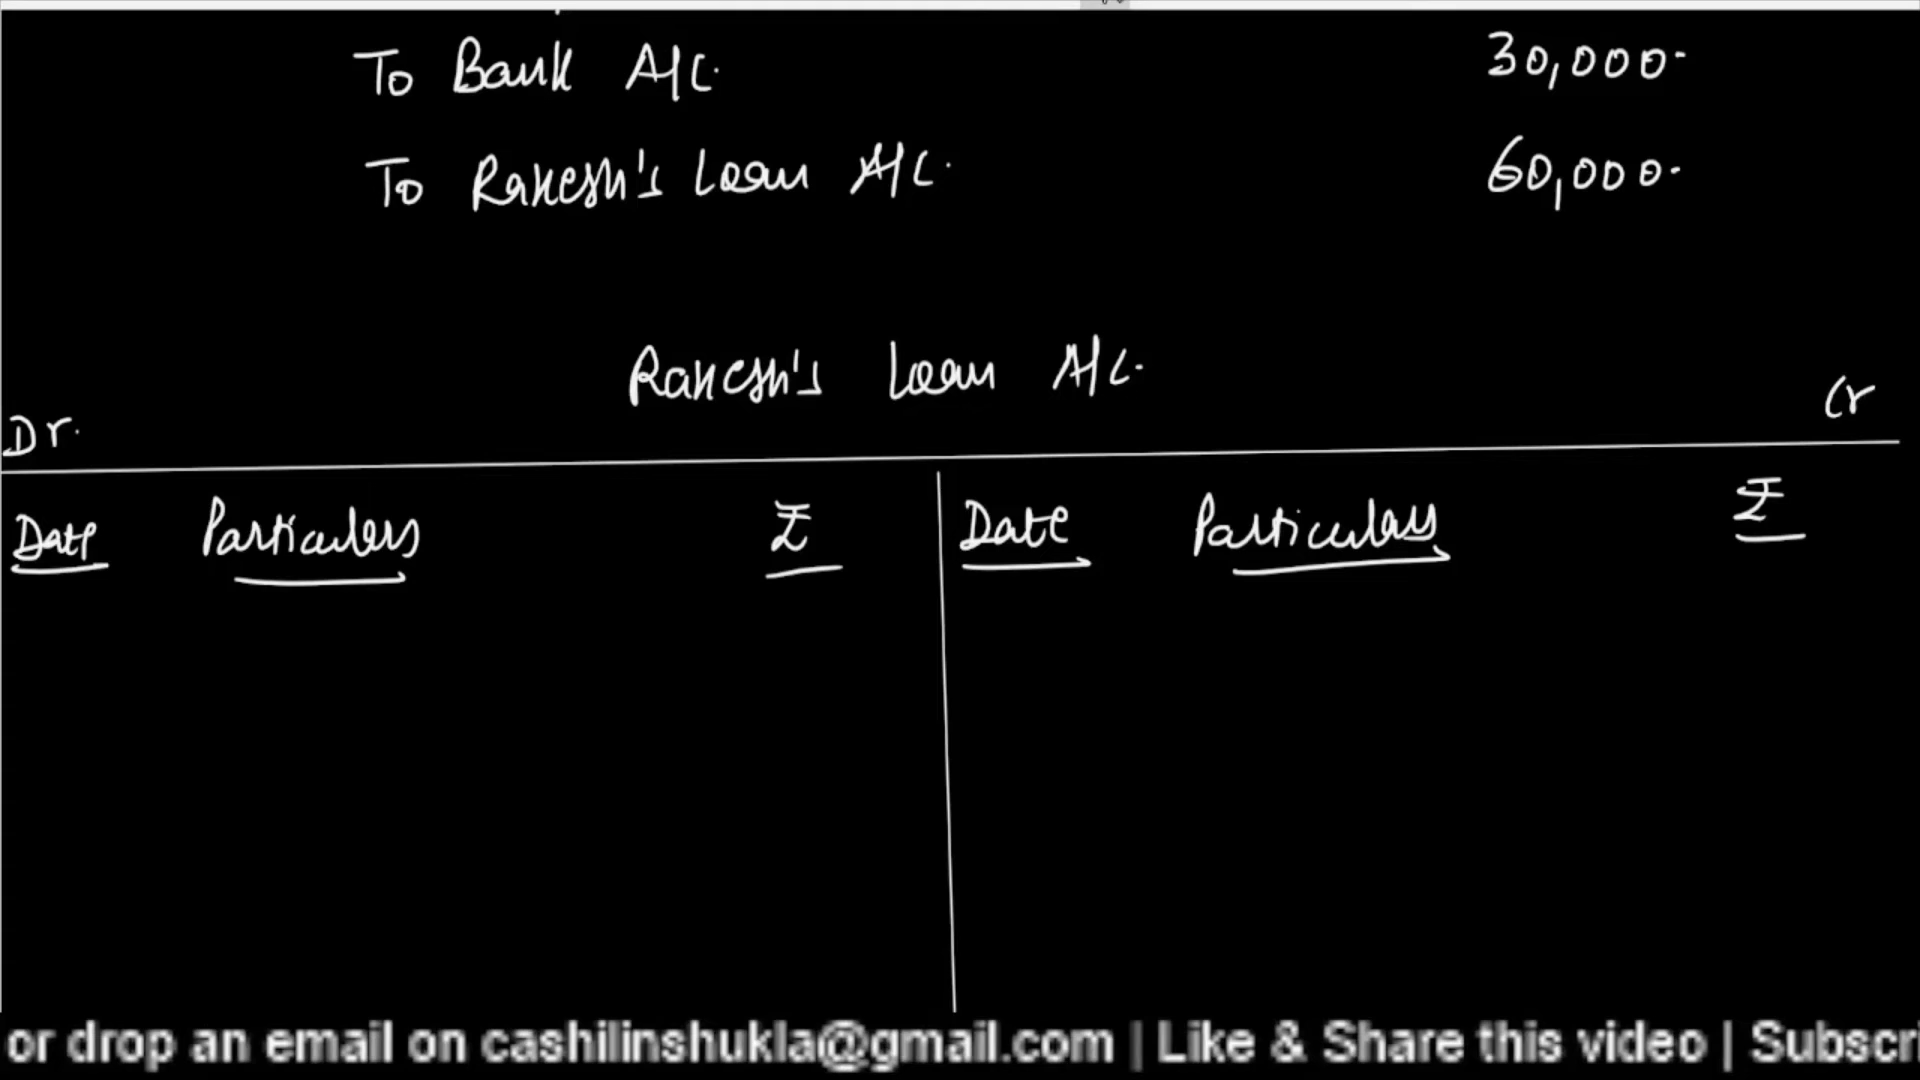 To Bank A/c. 30,000.
To Rakesh's Loan A/c. 60,000.
Rakesh's Loan A/c.
Dr. Cr
Date Particulars ₹ Date Particulars ₹
or drop an email on cashilinshukla@gmail.com | Like & Share this video | Subscri